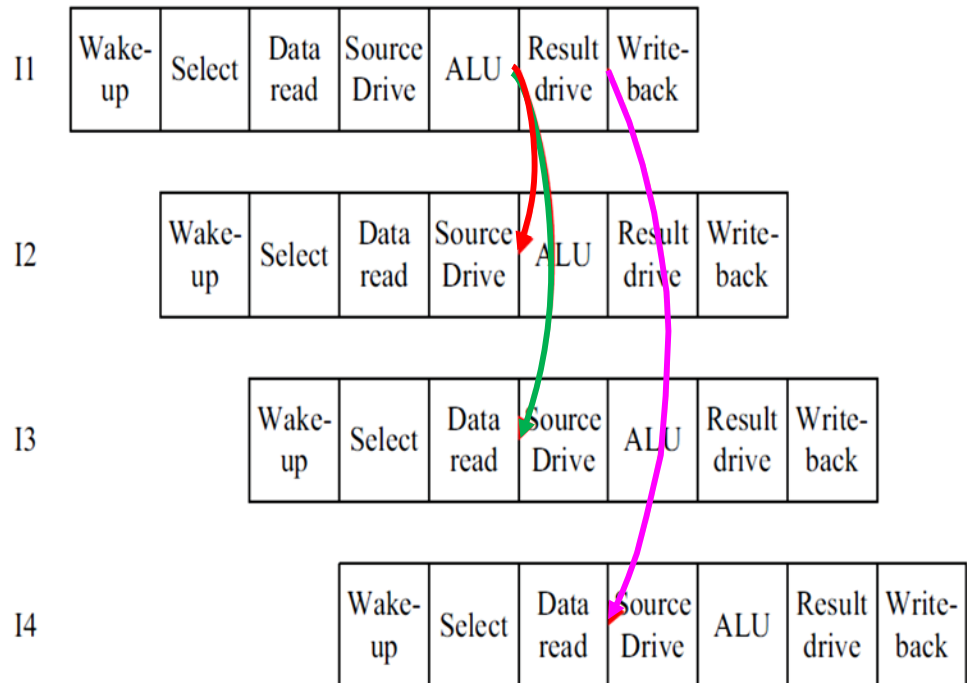 I1
Wake-
up
Select
Data
read
Source
Drive
ALU
Result
drive
Write-
back
I2
Wake-
up
Select
Data
read
Source
Drive
ALU
Result
drive
Write-
back
I3
Wake-
up
Select
Data
read
Source
Drive
ALU
Result
drive
Write-
back
I4
Wake-
up
Select
Data
read
Source
Drive
ALU
Result
drive
Write-
back